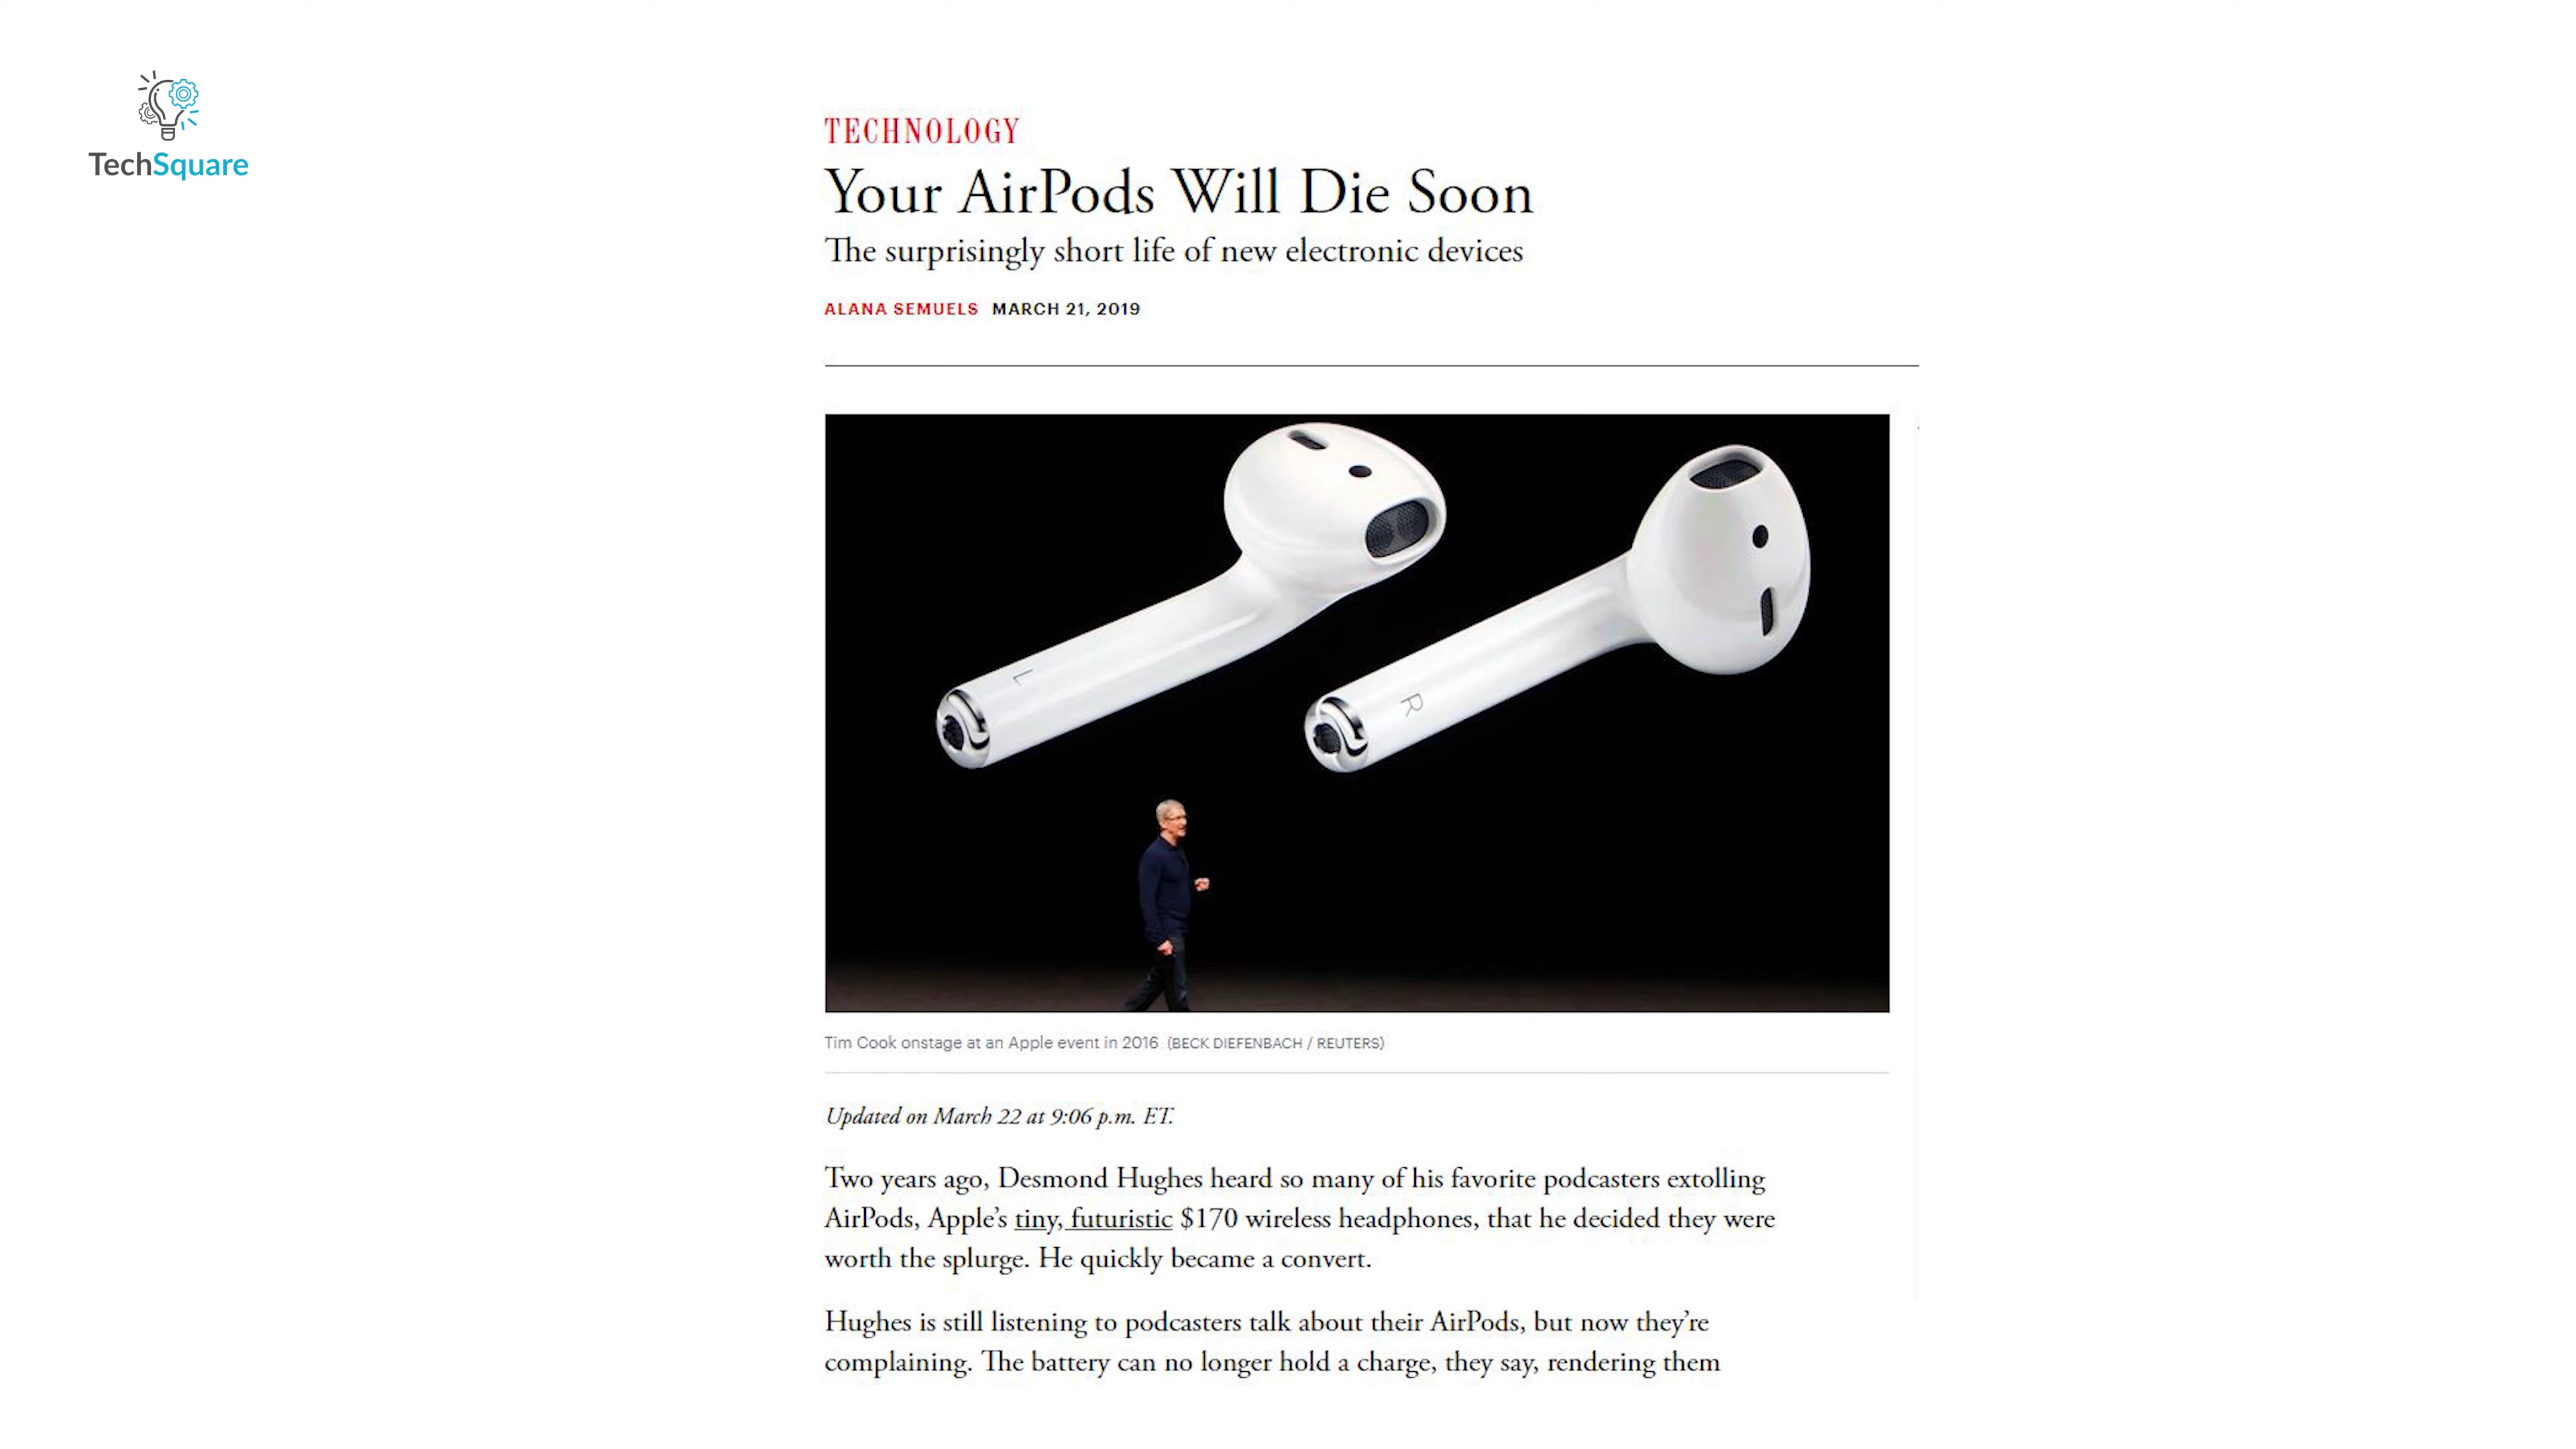 TechSquare
TECHNOLOGY
Your AirPods Will Die Soon
The surprisingly short life of new electronic devices
ALANA SEMUELS MARCH 21, 2019
L
R
Tim Cook onstage at an Apple event in 2016 (BECK DIEFENBACH / REUTERS)
Updated on March 22 at 9:06 p.m. ET.
Two years ago, Desmond Hughes heard so many of his favorite podcasters extolling
AirPods, Apple’s tiny, futuristic $170 wireless headphones, that he decided they were
worth the splurge. He quickly became a convert.
Hughes is still listening to podcasters talk about their AirPods, but now they’re
complaining. The battery can no longer hold a charge, they say, rendering them